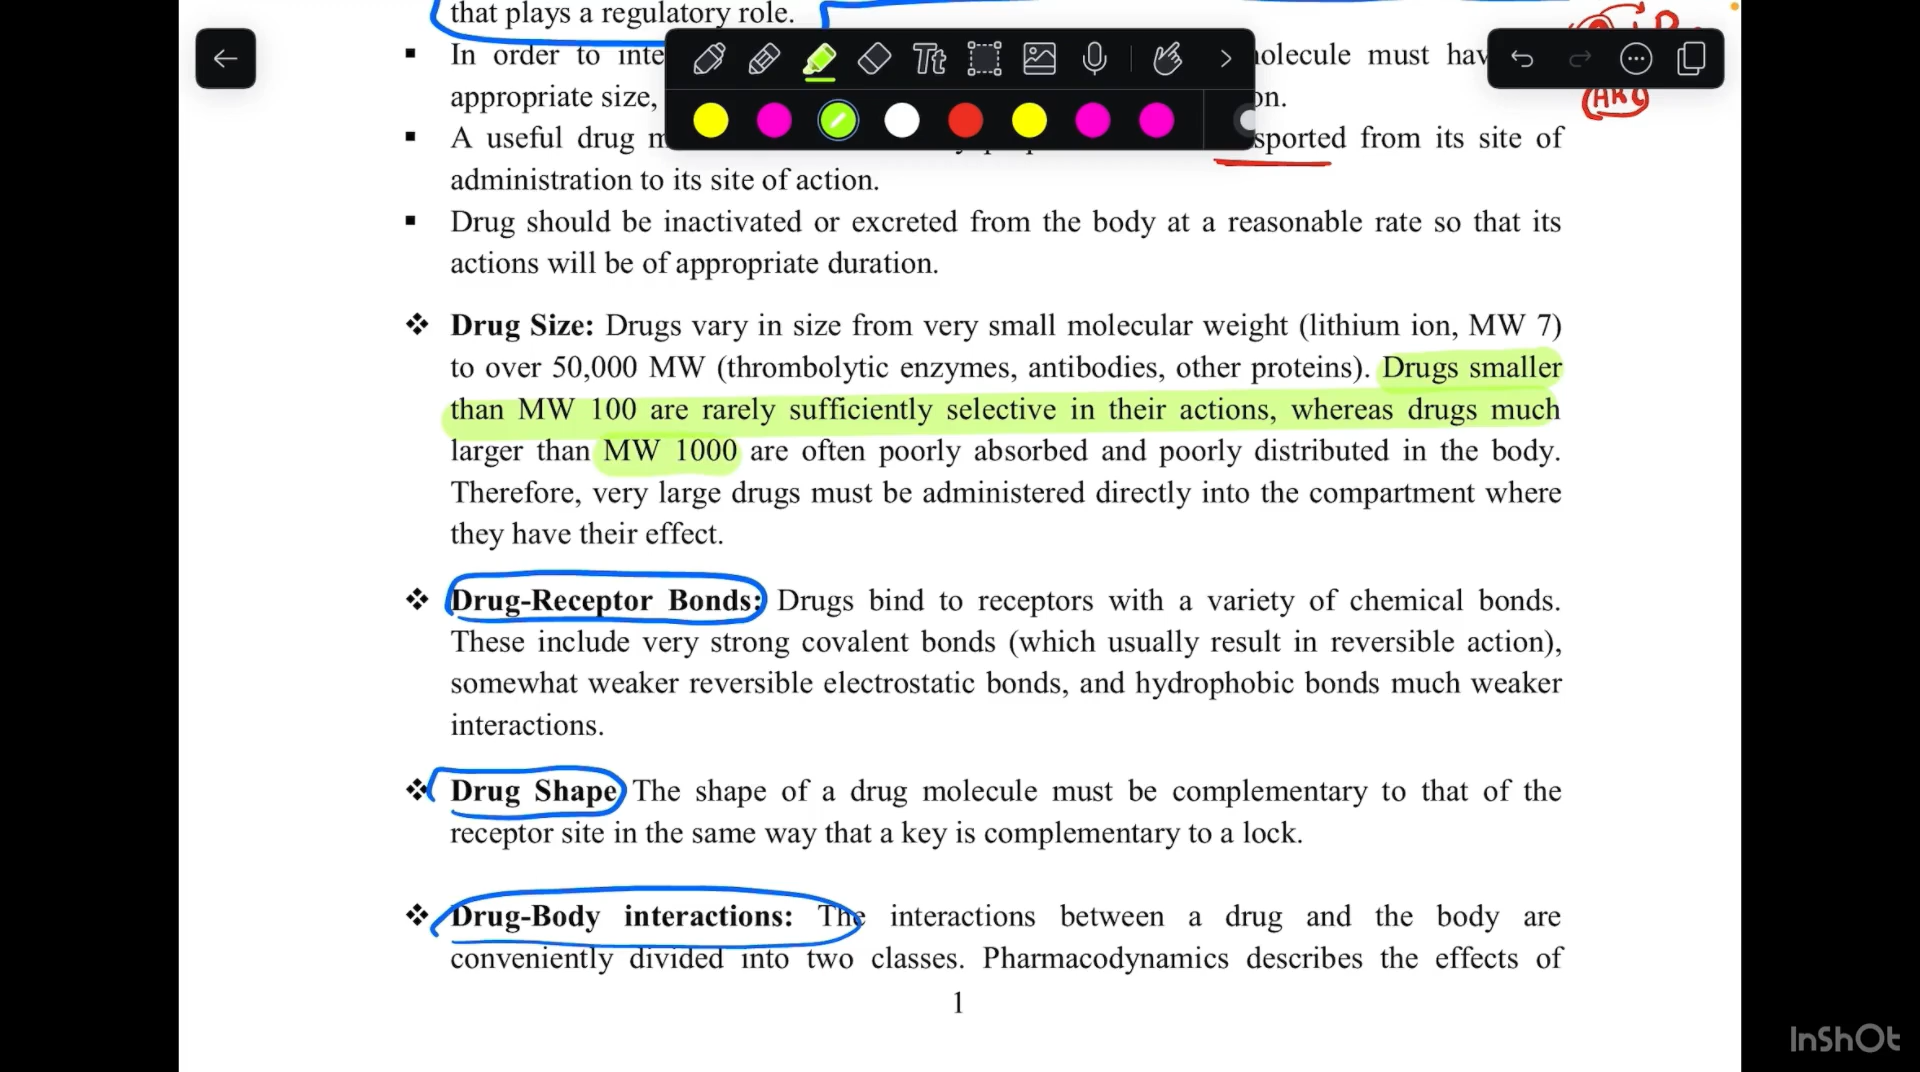 that plays a regulatory role.
In order to inte olecule must hav
appropriate size, on.
A useful drug m sported from its site of
administration to its site of action.
Drug should be inactivated or excreted from the body at a reasonable rate so that its
actions will be of appropriate duration.
Drug Size: Drugs vary in size from very small molecular weight (lithium ion, MW 7)
to over 50,000 MW (thrombolytic enzymes, antibodies, other proteins). Drugs smaller
than MW 100 are rarely sufficiently selective in their actions, whereas drugs much
larger than MW 1000 are often poorly absorbed and poorly distributed in the body.
Therefore, very large drugs must be administered directly into the compartment where
they have their effect.
Drug-Receptor Bonds: Drugs bind to receptors with a variety of chemical bonds.
These include very strong covalent bonds (which usually result in reversible action),
somewhat weaker reversible electrostatic bonds, and hydrophobic bonds much weaker
interactions.
Drug Shape The shape of a drug molecule must be complementary to that of the
receptor site in the same way that a key is complementary to a lock.
Drug-Body interactions: The interactions between a drug and the body are
conveniently divided into two classes. Pharmacodynamics describes the effects of
1
Tt
InShOt